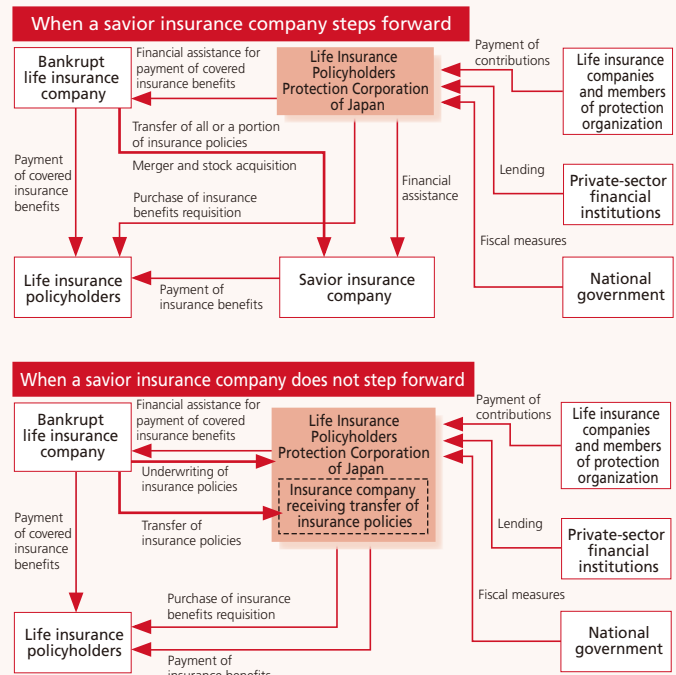 When a savior insurance company steps forward
Bankrupt
life insurance
company
Financial assistance for
payment of covered
insurance benefits
Life Insurance
Policyholders
Protection Corporation
of Japan
Payment of
contributions
Life insurance
companies
and members
of protection
organization
Transfer of all or a portion
of insurance policies
Merger and stock acquisition
Payment
of covered
insurance
benefits
Purchase of insurance
benefits requisition
Financial
assistance
Lending
Private-sector
financial
institutions
Fiscal measures
Life insurance
policyholders
Payment of
insurance benefits
Savior insurance
company
National
government
When a savior insurance company does not step forward
Bankrupt
life insurance
company
Financial assistance for
payment of covered
insurance benefits
Life Insurance
Policyholders
Protection Corporation
of Japan
Insurance company
receiving transfer of
insurance policies
Payment of
contributions
Life insurance
companies
and members
of protection
organization
Underwriting of
insurance policies
Payment
of covered
insurance
benefits
Transfer of
insurance policies
Lending
Private-sector
financial
institutions
Purchase of insurance
benefits requisition
Fiscal measures
Life insurance
policyholders
National
government
Payment of
insurance benefits